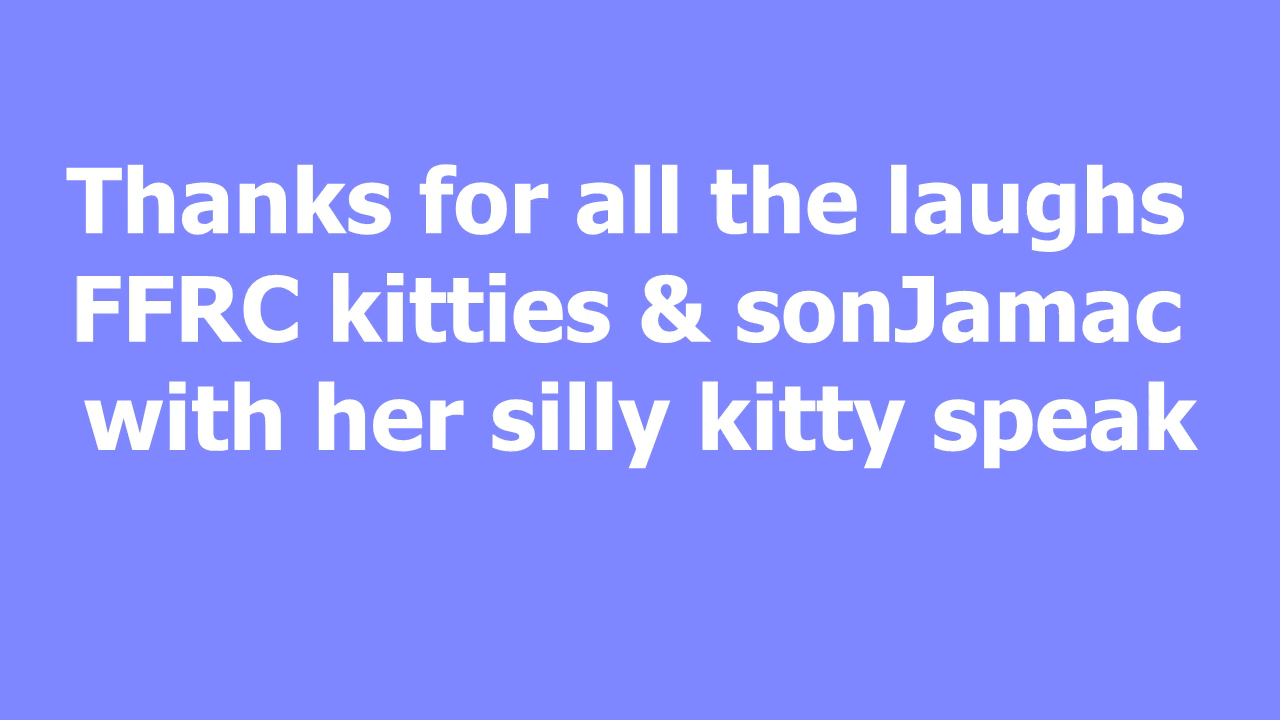 Thanks for all the laughs
FFRC kitties & sonJamac
with her silly kitty speak